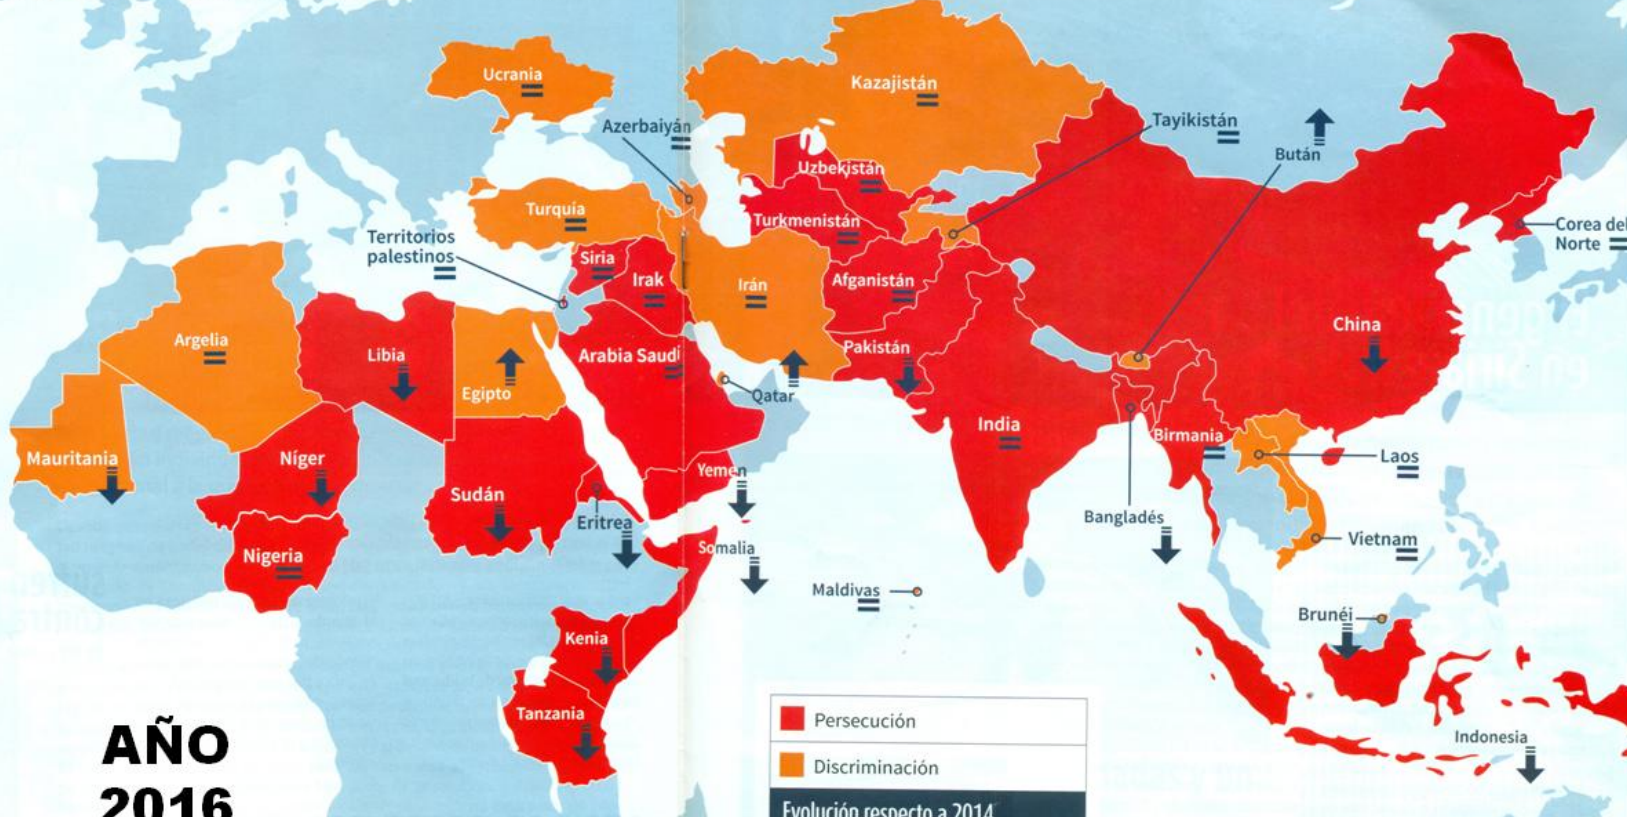 Ucrania
Kazajistán
Azerbaiyán
Tayikistán
Bután
Uzbekistán
Turquía
Turkmenistán
Territorios
palestinos
Siria
Irak
Irán
Afganistán
Corea del
Norte
Argelia
Libia
Egipto
Arabia Saudí
Pakistán
China
Qatar
India
Birmania
Laos
Mauritania
Níger
Sudán
Yemen
Eritrea
Bangladés
Nigeria
Somalia
Vietnam
Maldivas
Brunéi
Kenia
Tanzania
Indonesia
AÑO
2016
Persecución
Discriminación
Evolución respecto a 2014